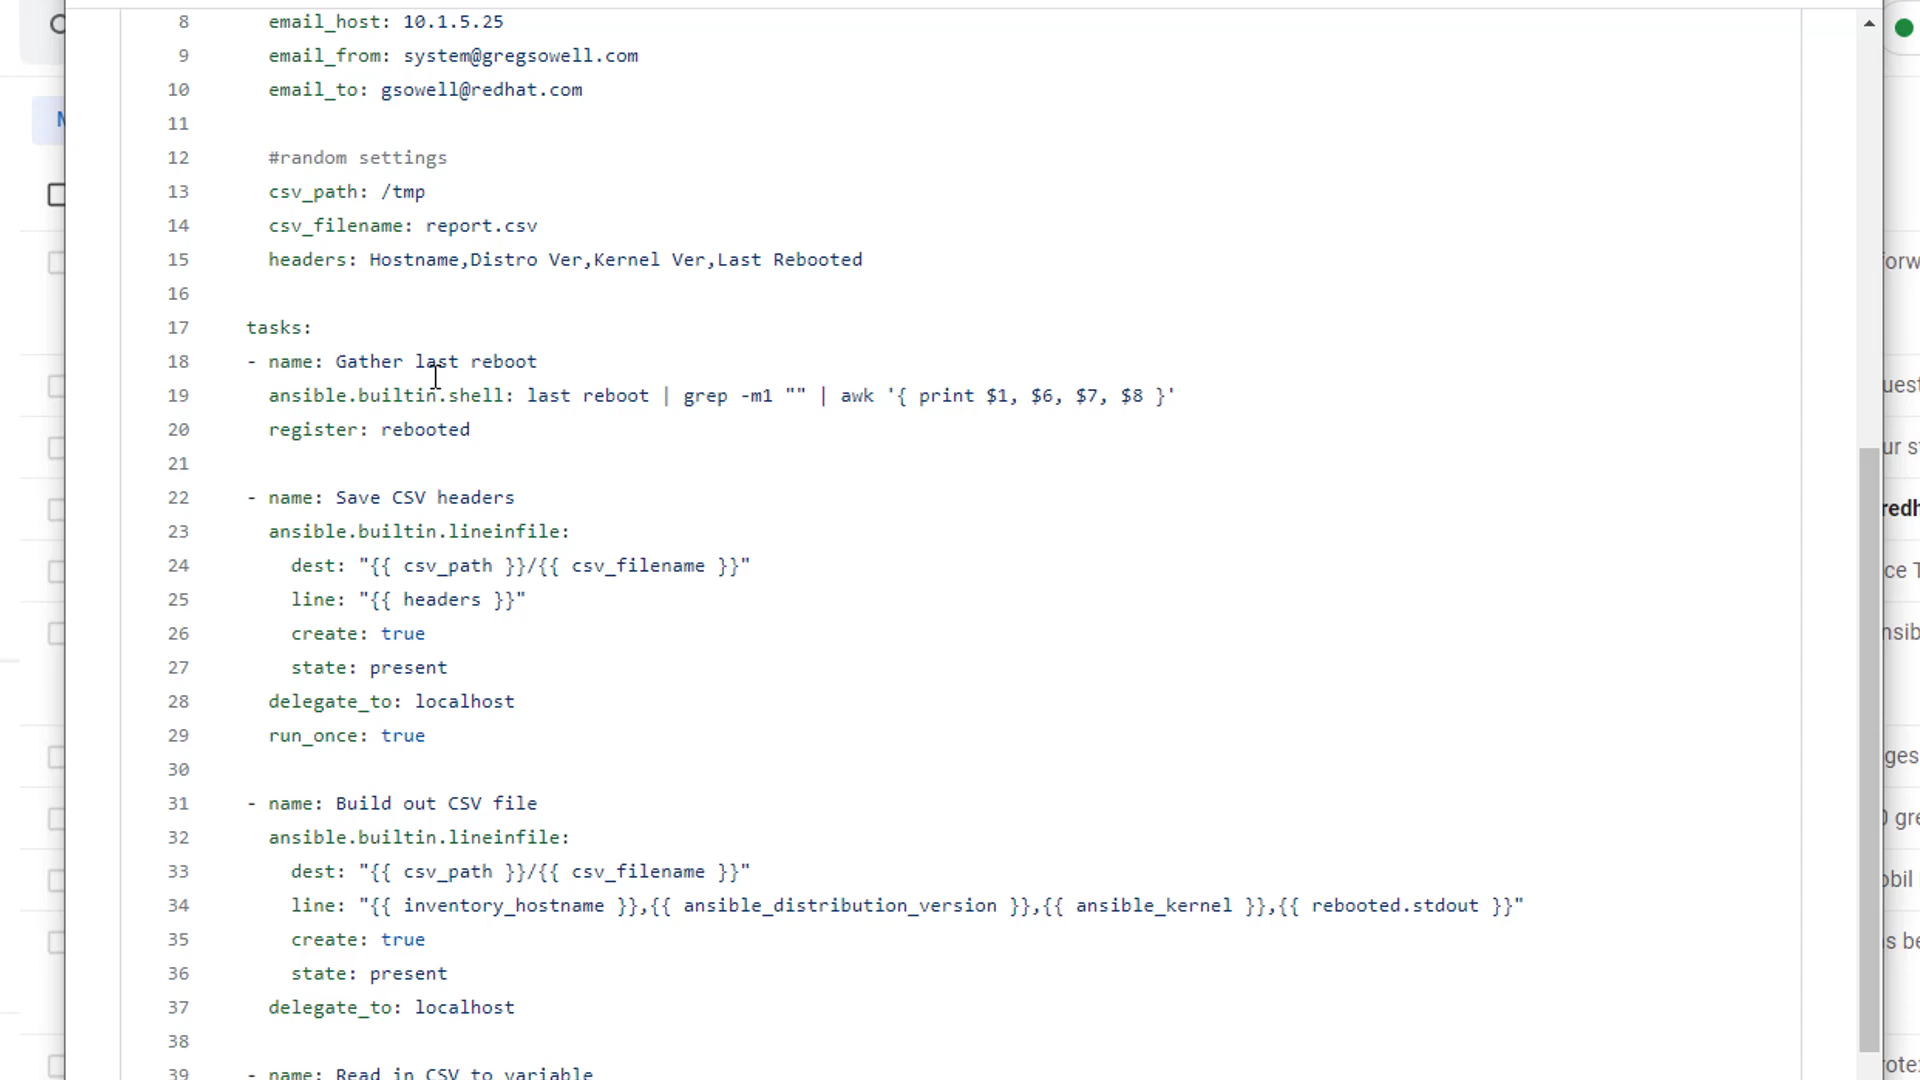 8 email_host: 10.1.5.25
9 email_from: system@gregsowell.com
10 email_to: gsowell@redhat.com
11
12 #random settings
13 csv_path: /tmp
14 csv_filename: report.csv
15 headers: Hostname,Distro Ver,Kernel Ver,Last Rebooted
16
17 tasks:
18 - name: Gather last reboot
19 ansible.builtin.shell: last reboot | grep -m1 "" | awk '{ print $1, $6, $7, $8 }'
20 register: rebooted
21
22 - name: Save CSV headers
23 ansible.builtin.lineinfile:
24 dest: "{{ csv_path }}/{{ csv_filename }}"
25 line: "{{ headers }}"
26 create: true
27 state: present
28 delegate_to: localhost
29 run_once: true
30
31 - name: Build out CSV file
32 ansible.builtin.lineinfile:
33 dest: "{{ csv_path }}/{{ csv_filename }}"
34 line: "{{ inventory_hostname }},{{ ansible_distribution_version }},{{ ansible_kernel }},{{ rebooted.stdout }}"
35 create: true
36 state: present
37 delegate_to: localhost
38
39 - name: Read in CSV to variable